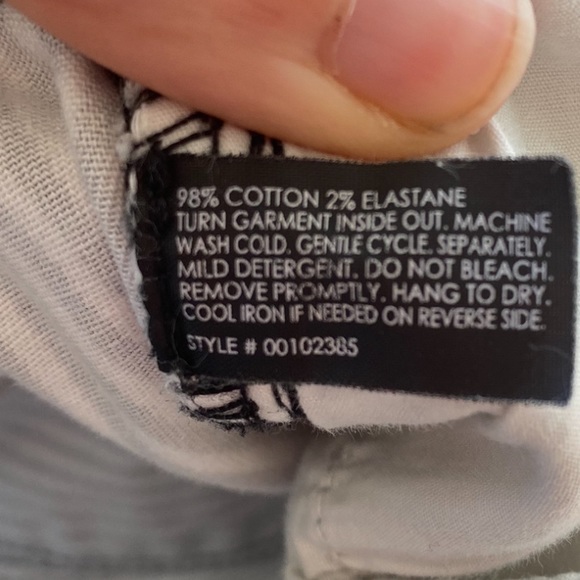 98% COTTON 2% ELASTANE
TURN GARMENT INSIDE OUT. MACHINE
WASH COLD. GENTLE CYCLE. SEPARATELY.
MILD DETERGENT. DO NOT BLEACH.
REMOVE PROMPTLY. HANG TO DRY.
COOL IRON IF NEEDED ON REVERSE SIDE.
STYLE # 00102385